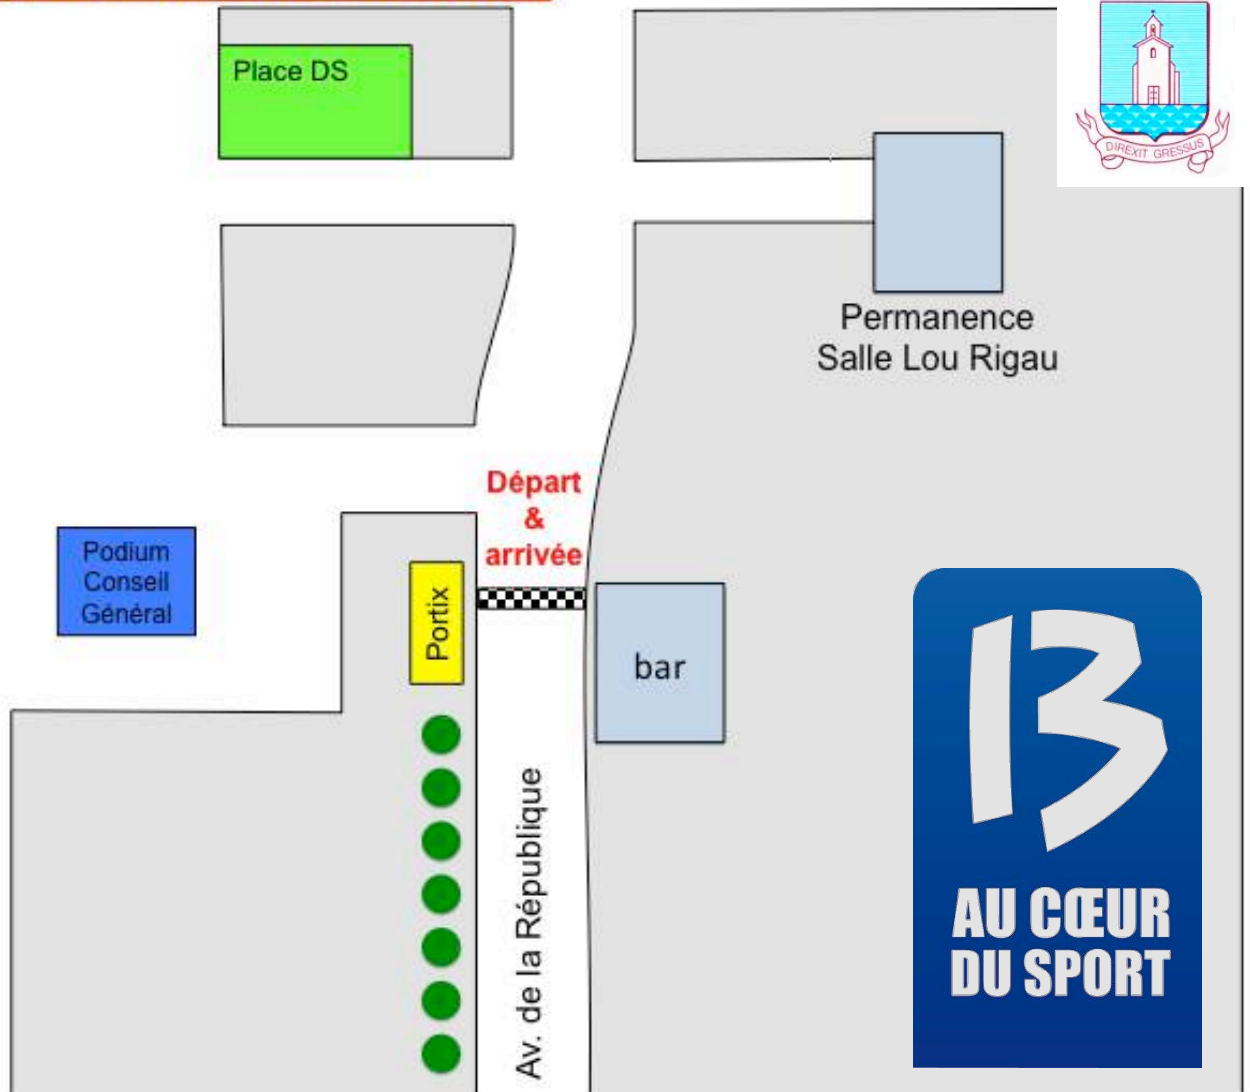 Place DS
DIREXIT GRESSUS
Permanence
Salle Lou Rigau
Départ
&
arrivée
Podium
Conseil
Général
Portix
bar
Av. de la République
13
AU CŒUR
DU SPORT